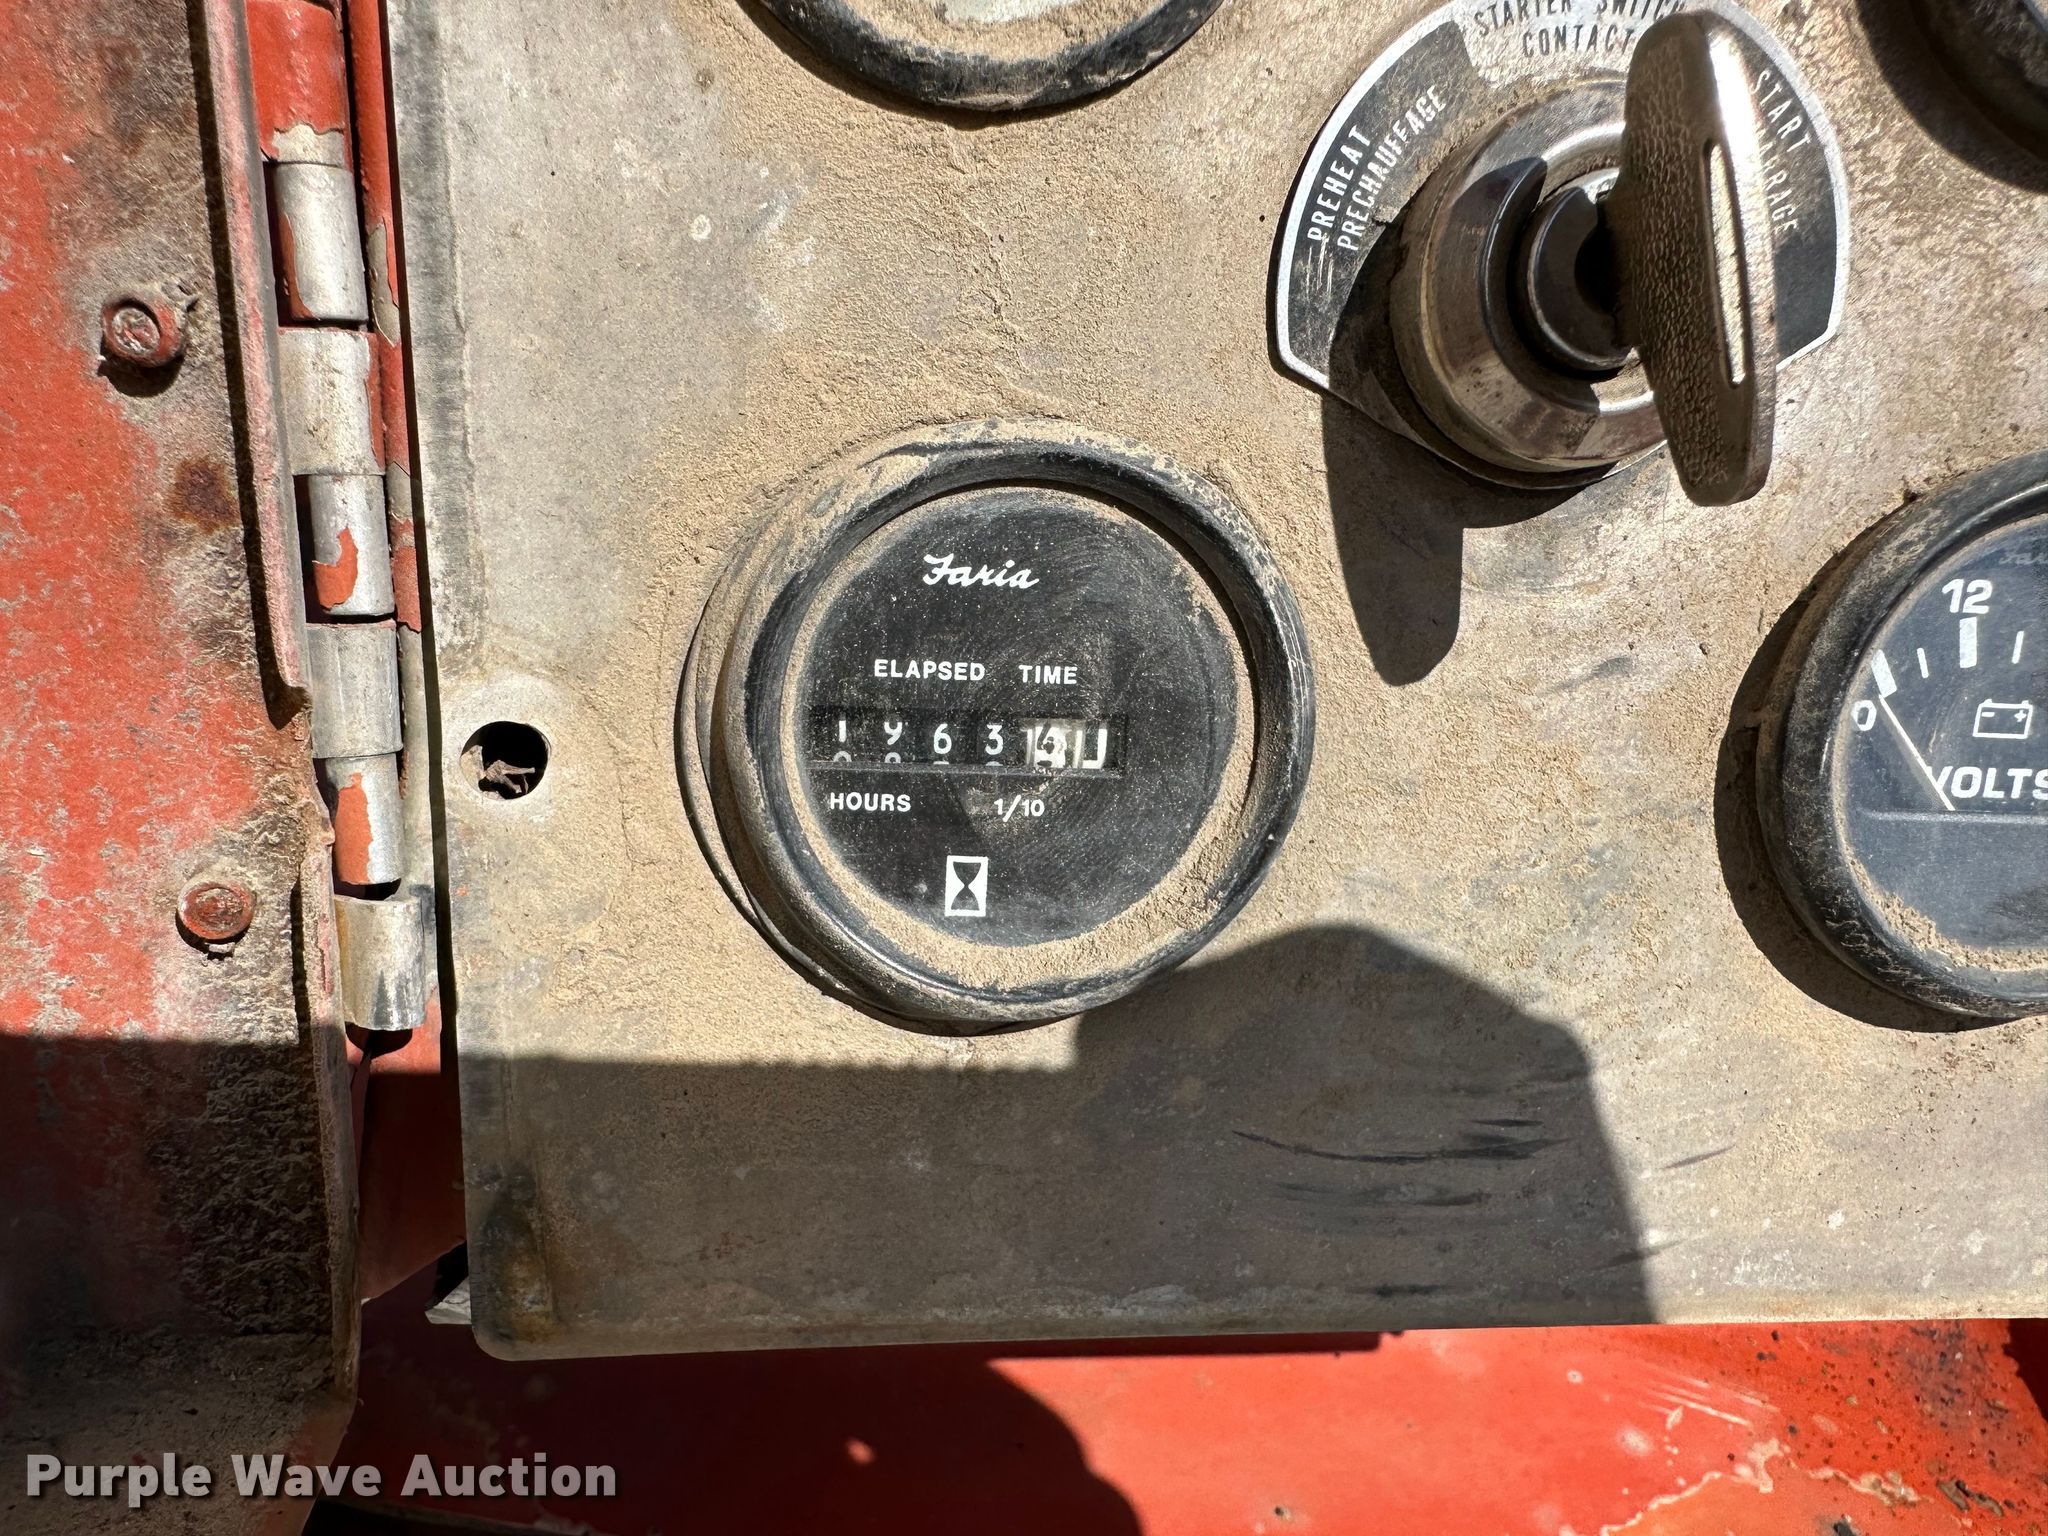 STARTER SWITCH
CONTACT
PREHEAT
PRECHAUFFAGE
START
Faria
ELAPSED TIME
1 9 6 3
HOURS 1/10
12
0
VOLTS
Purple Wave Auction